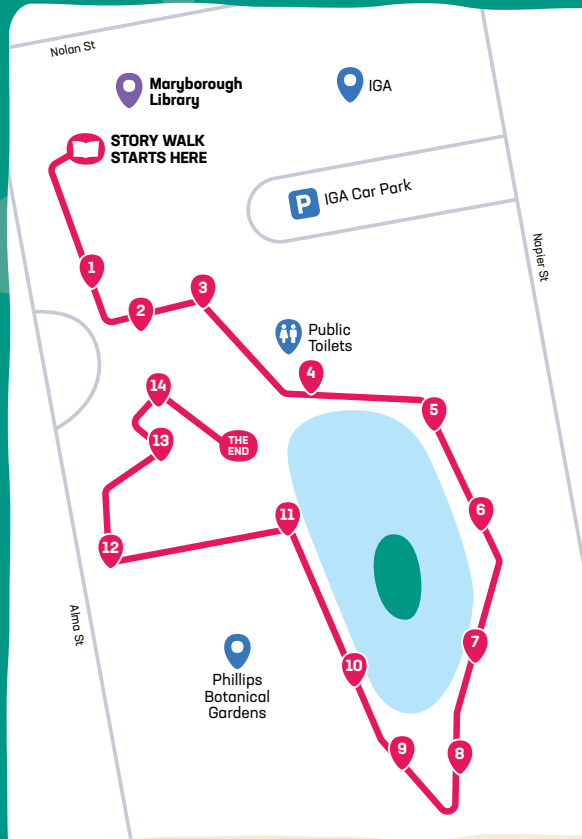 Nolan St
Maryborough
Library
IGA
STORY WALK
STARTS HERE
P IGA Car Park
Napier St
1
2
3
Public
Toilets
4
5
14
13
THE
END
6
11
12
Alma St
7
10
Phillips
Botanical
Gardens
9
8